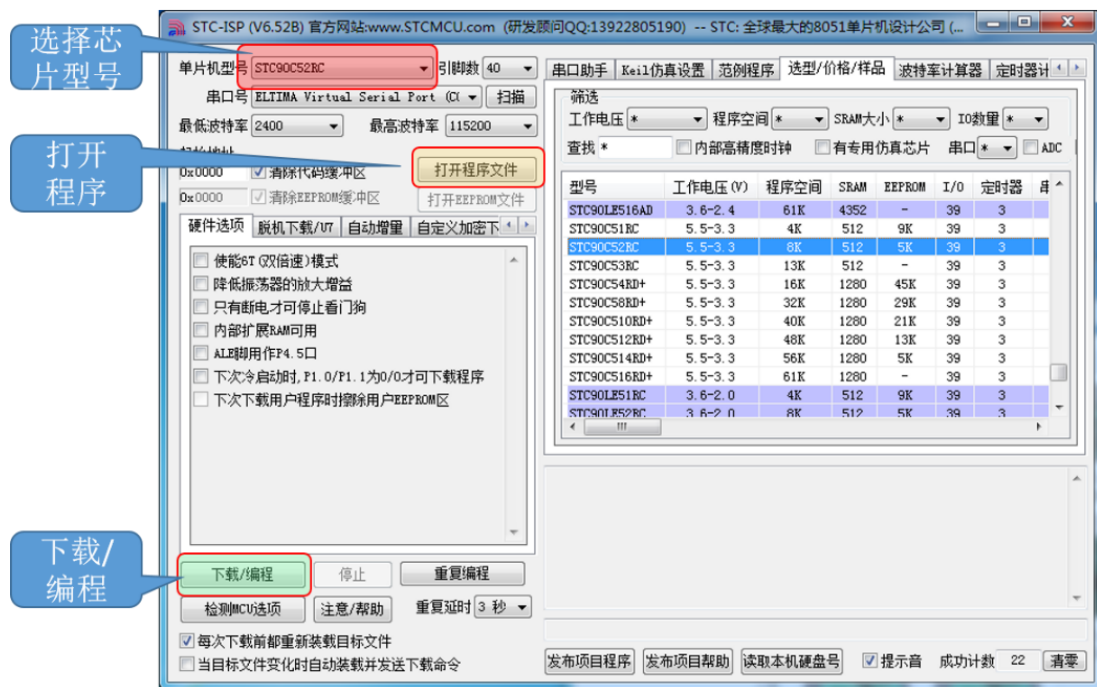 选择芯
片型号
打开
程序
下载/
编程
STC-ISP (V6.52B) 官方网站:www.STCMCU.com (研发顾问QQ:13922805190) -- STC: 全球最大的8051单片机设计公司 (...
单片机型号 STC90C52RC 引脚数 40
串口号 ELTIMA Virtual Serial Port (C 扫描
最低波特率 2400 最高波特率 115200
0x0000 清除代码缓冲区 打开程序文件
0x0000 清除EEPROM缓冲区 打开EEPROM文件
硬件选项 脱机下载/U7 自动增量 自定义加密下
使能6T(双倍速)模式
降低振荡器的放大增益
只有断电才可停止看门狗
内部扩展RAM可用
ALE脚用作P4.5口
下次冷启动时,P1.0/P1.1为0/0才可下载程序
下次下载用户程序时擦除用户EEPROM区
下载/编程 停止 重复编程
检测MCU选项 注意/帮助 重复延时 3 秒
每次下载前都重新装载目标文件
当目标文件变化时自动装载并发送下载命令
串口助手 Keil仿真设置 范例程序 选型/价格/样品 波特率计算器 定时器计
筛选
工作电压 * 程序空间 * SRAM大小 * IO数量 *
查找 * 内部高精度时钟 有专用仿真芯片 串口 * ADC
型号 工作电压(V) 程序空间 SRAM EEPROM I/O 定时器
STC90LE516AD 3.6-2.4 61K 4352 - 39 3
STC90C51RC 5.5-3.3 4K 512 9K 39 3
STC90C52RC 5.5-3.3 8K 512 5K 39 3
STC90C53RC 5.5-3.3 13K 512 - 39 3
STC90C54RD+ 5.5-3.3 16K 1280 45K 39 3
STC90C58RD+ 5.5-3.3 32K 1280 29K 39 3
STC90C510RD+ 5.5-3.3 40K 1280 21K 39 3
STC90C512RD+ 5.5-3.3 48K 1280 13K 39 3
STC90C514RD+ 5.5-3.3 56K 1280 5K 39 3
STC90C516RD+ 5.5-3.3 61K 1280 - 39 3
STC90LE51RC 3.6-2.0 4K 512 9K 39 3
STC90LE52RC 3.6-2.0 8K 512 5K 39 3
发布项目程序 发布项目帮助 读取本机硬盘号 提示音 成功计数 22 清零